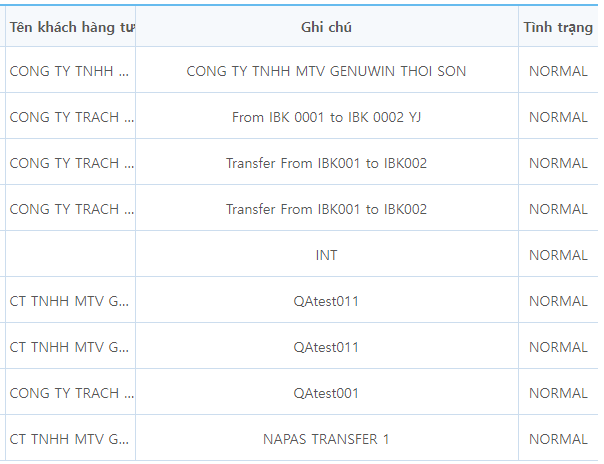 Tên khách hàng tư Ghi chú Tình trạng
CONG TY TNHH ... CONG TY TNHH MTV GENUWIN THOI SON NORMAL
CONG TY TRACH ... From IBK 0001 to IBK 0002 YJ NORMAL
CONG TY TRACH ... Transfer From IBK001 to IBK002 NORMAL
CONG TY TRACH ... Transfer From IBK001 to IBK002 NORMAL
INT NORMAL
CT TNHH MTV G... QAtest011 NORMAL
CT TNHH MTV G... QAtest011 NORMAL
CONG TY TRACH ... QAtest001 NORMAL
CT TNHH MTV G... NAPAS TRANSFER 1 NORMAL